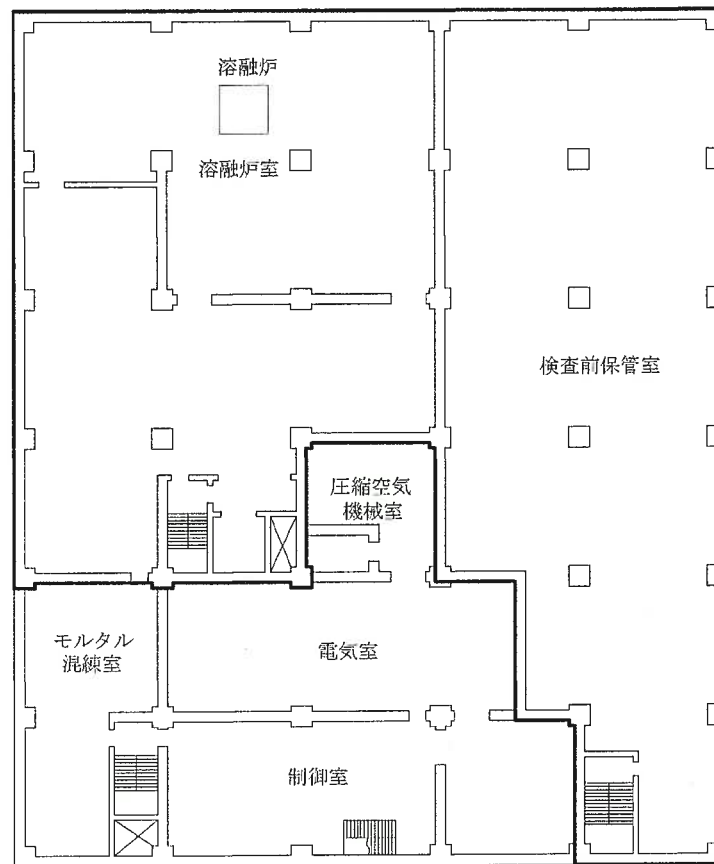 溶融炉
溶融炉室
検査前保管室
圧縮空気
機械室
モルタル
混練室
電気室
制御室